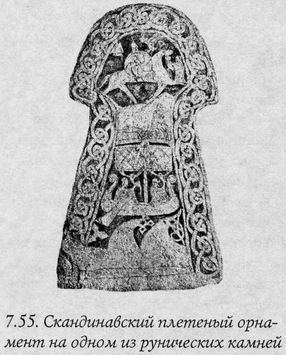 7.55. Скандинавский плетеный орна-
мент на одном из рунических камней